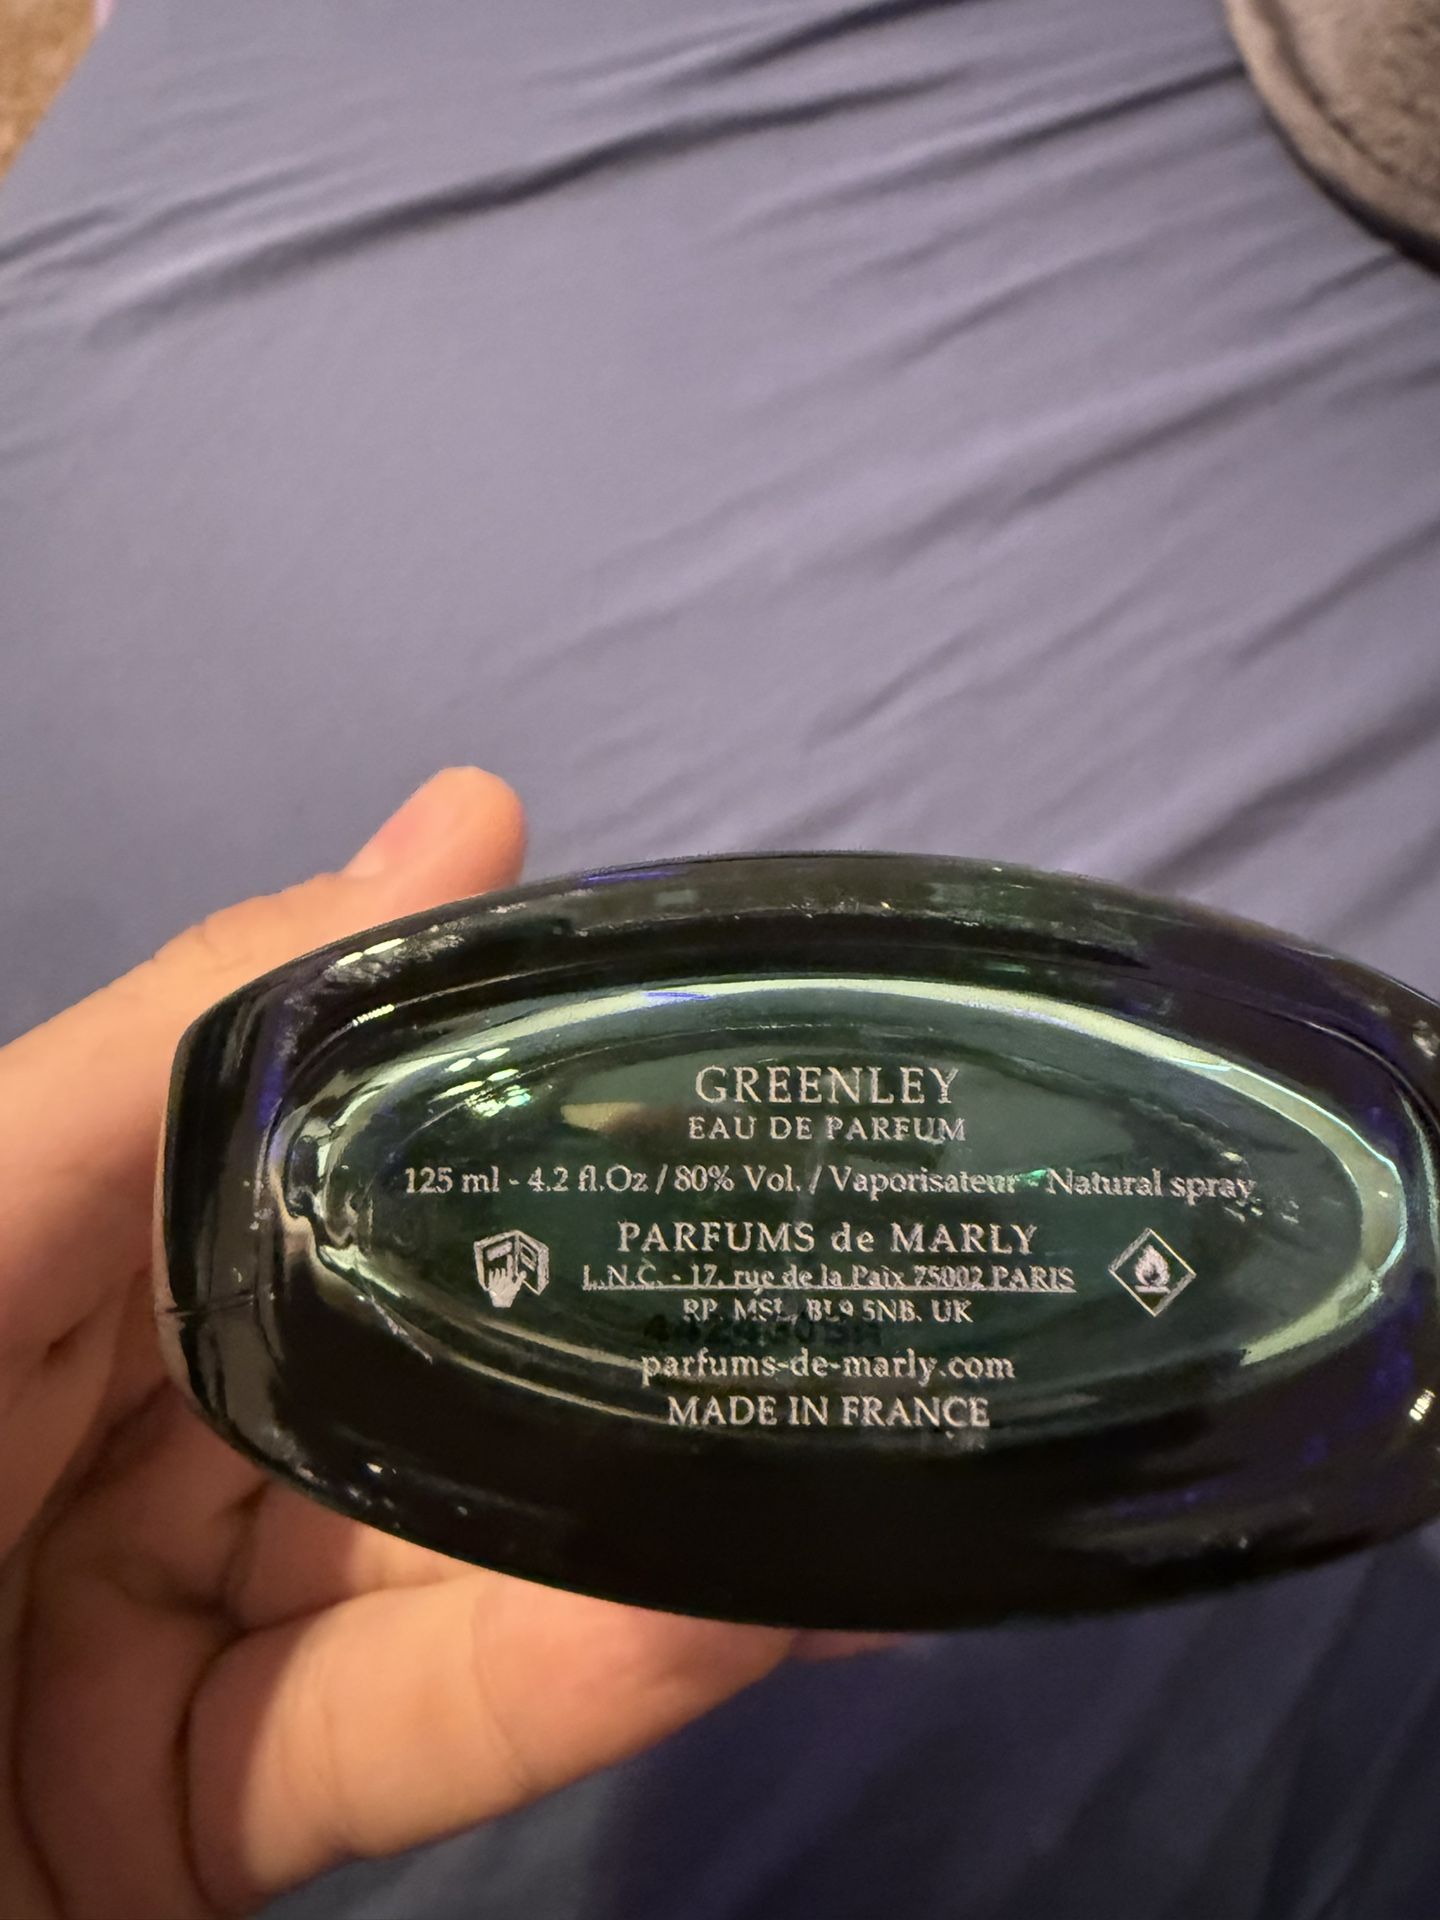 GREENLEY
EAU DE PARFUM
125 ml - 4.2 fl.Oz / 80% Vol. / Vaporisateur - Natural spray
PARFUMS de MARLY
L.N.C. - 17, rue de la Paix 75002 PARIS
RP, MSL, BL9 5NB, UK
parfums-de-marly.com
MADE IN FRANCE